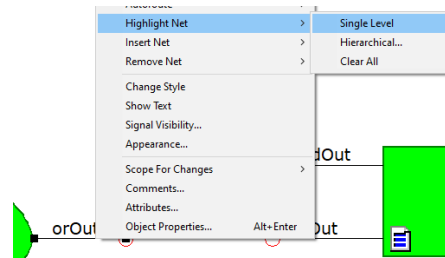 Highlight Net > Single Level
Insert Net > Hierarchical...
Remove Net > Clear All
Change Style
Show Text
Signal Visibility...
Appearance...
dOut
Scope For Changes >
Comments...
Attributes...
orOut
Object Properties... Alt+Enter
Out